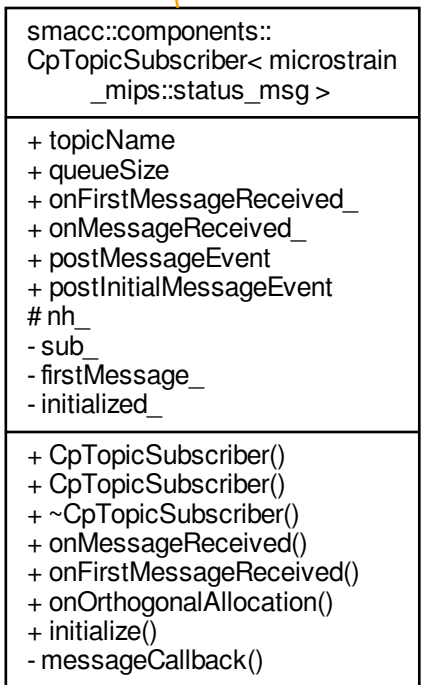 smacc::components::
CpTopicSubscriber< microstrain
_mips::status_msg >
+ topicName
+ queueSize
+ onFirstMessageReceived_
+ onMessageReceived_
+ postMessageEvent
+ postInitialMessageEvent
# nh_
- sub_
- firstMessage_
- initialized_
+ CpTopicSubscriber()
+ CpTopicSubscriber()
+ ~CpTopicSubscriber()
+ onMessageReceived()
+ onFirstMessageReceived()
+ onOrthogonalAllocation()
+ initialize()
- messageCallback()